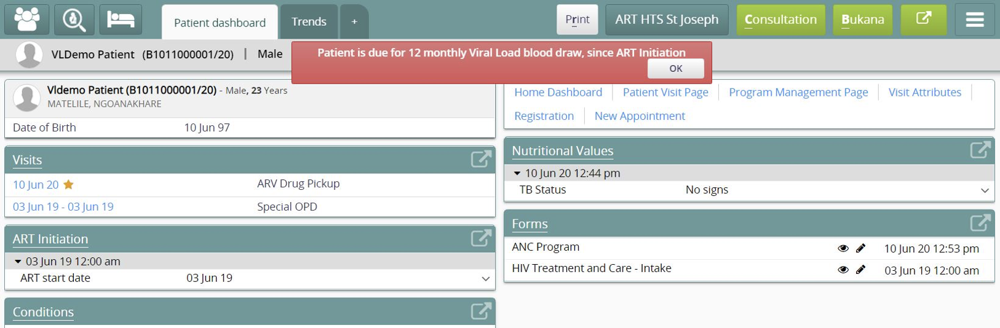 Patient dashboard
Trends
+
Print
ART HTS St Joseph
Consultation
Bukana
VLDemo Patient (B1011000001/20) | Male
Patient is due for 12 monthly Viral Load blood draw, since ART Initiation
OK
Vldemo Patient (B1011000001/20) - Male, 23 Years
MATELILE, NGOANAKHARE
Date of Birth 10 Jun 97
Visits
10 Jun 20 ARV Drug Pickup
03 Jun 19 - 03 Jun 19 Special OPD
ART Initiation
03 Jun 19 12:00 am
ART start date 03 Jun 19
Conditions
Home Dashboard
Patient Visit Page
Program Management Page
Visit Attributes
Registration
New Appointment
Nutritional Values
10 Jun 20 12:44 pm
TB Status No signs
Forms
ANC Program 10 Jun 20 12:53 pm
HIV Treatment and Care - Intake 03 Jun 19 12:00 am